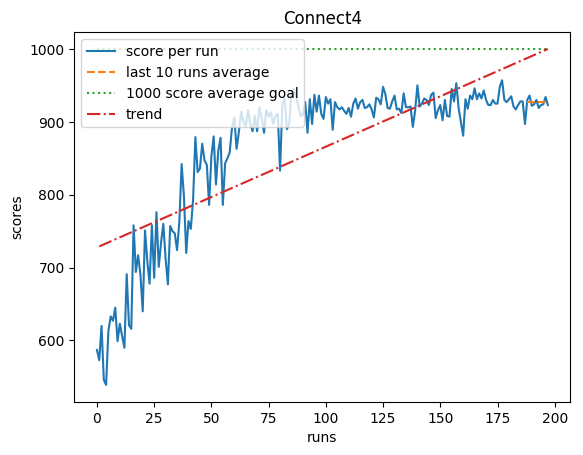 Connect4
score per run
last 10 runs average
1000 score average goal
trend
scores
1000
900
800
700
600
0
25
50
75
100
125
150
175
200
runs